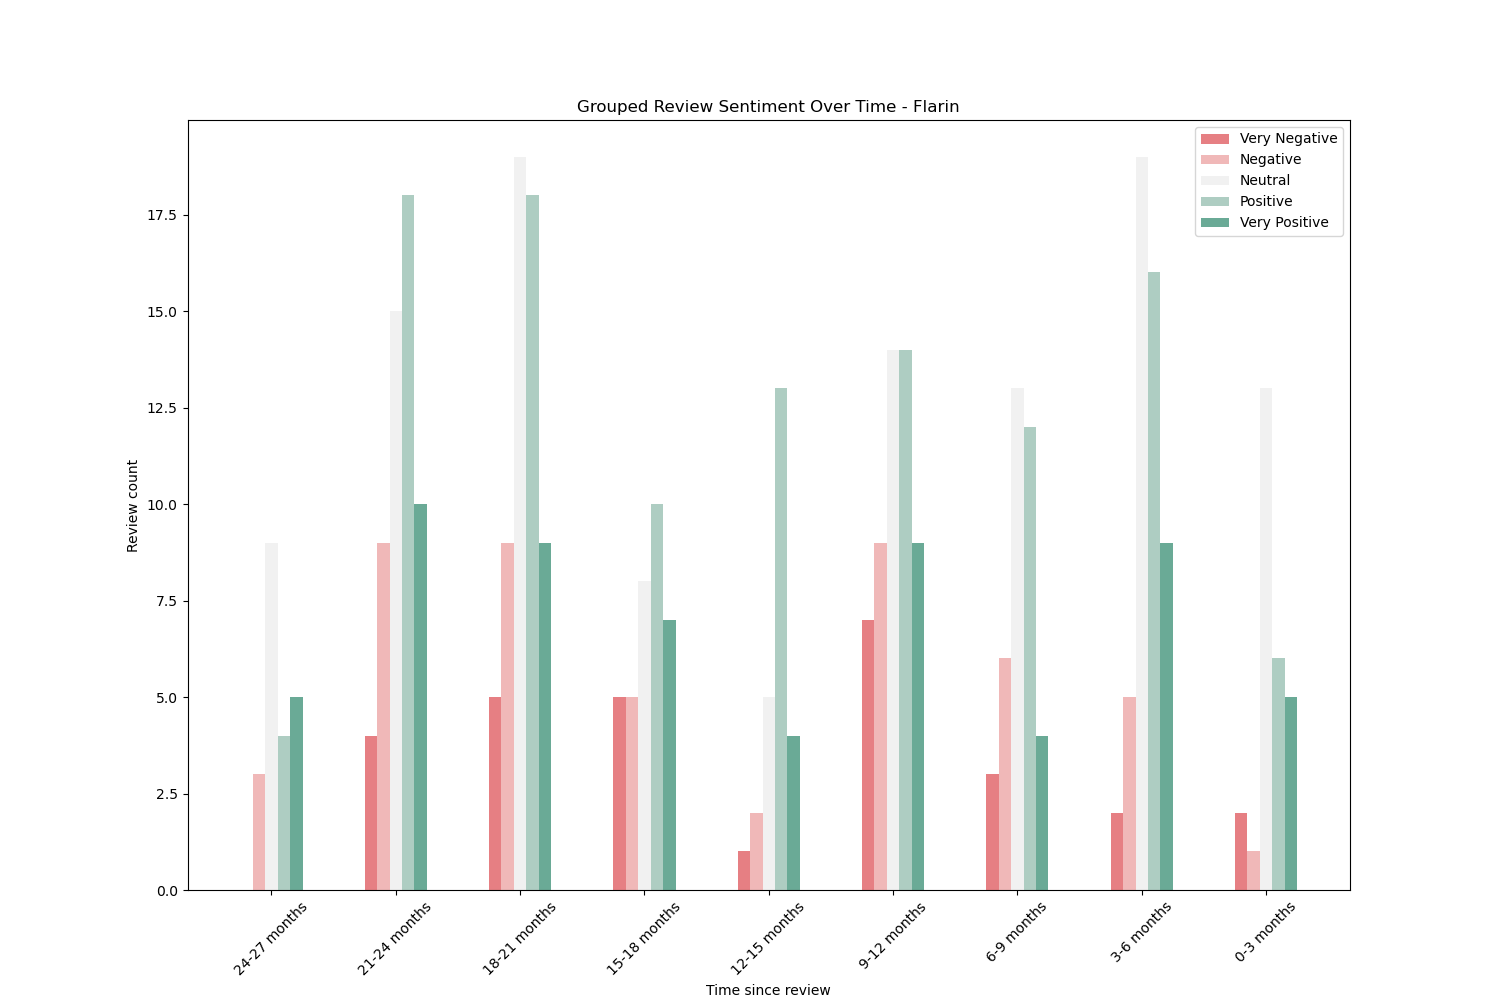 Grouped Review Sentiment Over Time - Flarin
Very Negative
Negative
Neutral
Positive
Very Positive
Review count
17.5
15.0
12.5
10.0
7.5
5.0
2.5
0.0
24-27 months
21-24 months
18-21 months
15-18 months
12-15 months
9-12 months
6-9 months
3-6 months
0-3 months
Time since review